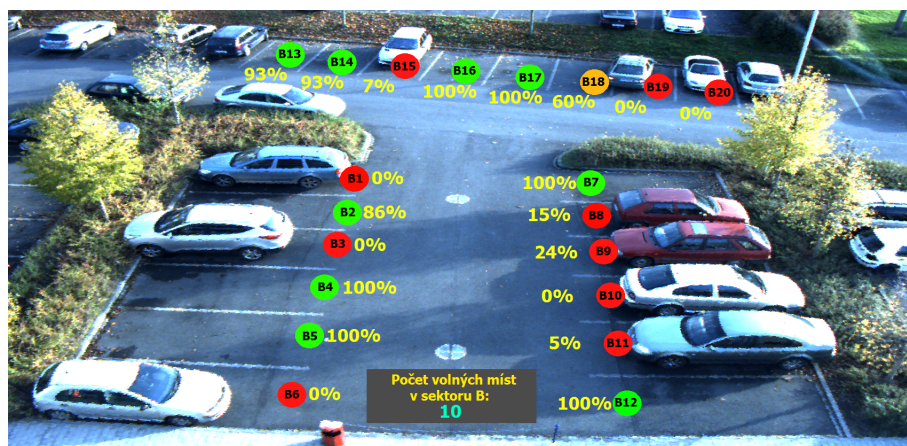 B13
B14
B15
B16
B17
B18
B19
B20
93%
93%
7%
100%
100%
60%
0%
0%
B1 0%
100% B7
B2 86%
15% B8
B3 0%
24% B9
B4 100%
0% B10
B5 100%
5% B11
B6 0%
100% B12
Počet volných míst
v sektoru B:
10